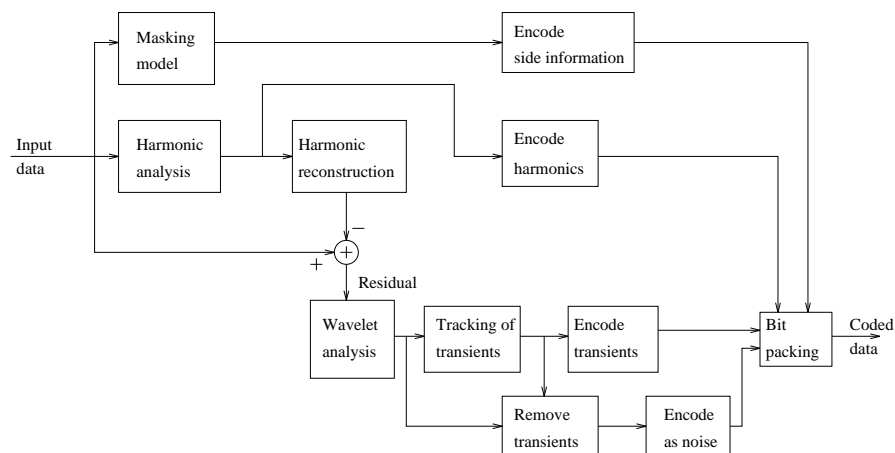 Masking
model
Encode
side information
Input
data
Harmonic
analysis
Harmonic
reconstruction
Encode
harmonics
−
+
+
Residual
Wavelet
analysis
Tracking of
transients
Encode
transients
Bit
packing
Coded
data
Remove
transients
Encode
as noise